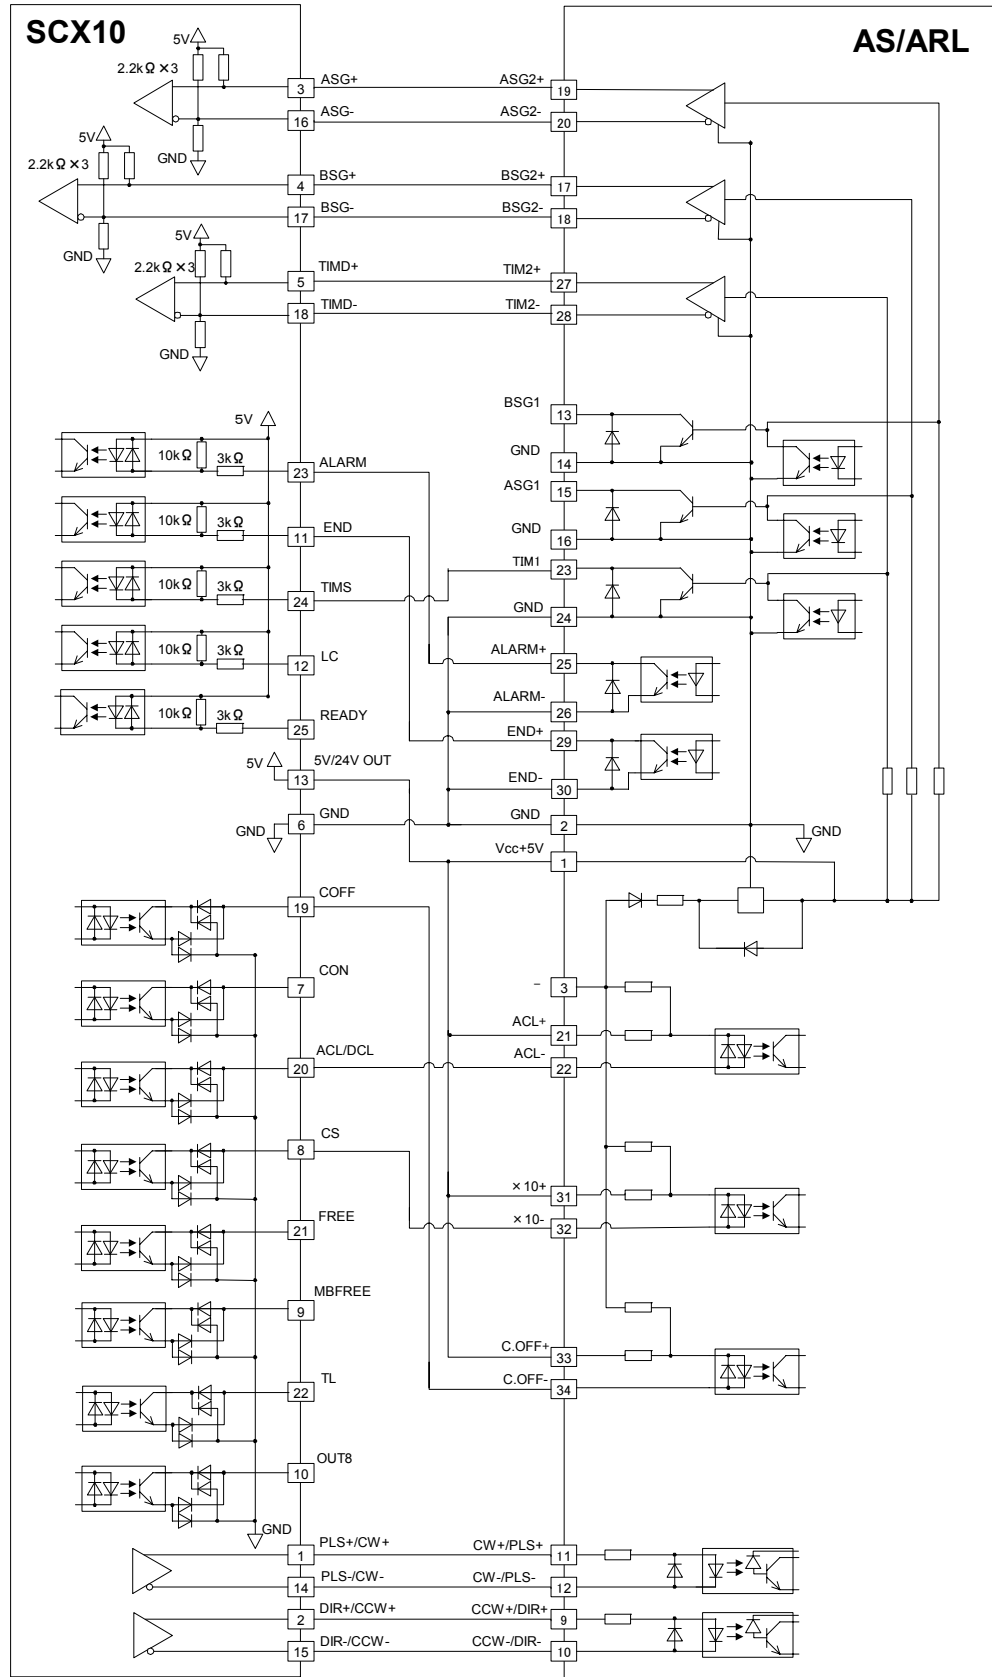 SCX10
AS/ARL
5V
2.2kΩ×3
3 ASG+ ASG2+ 19
16 ASG- ASG2- 20
GND
5V
2.2kΩ×3
4 BSG+ BSG2+ 17
17 BSG- BSG2- 18
GND
5V
2.2kΩ×3
5 TIMD+ TIM2+ 27
18 TIMD- TIM2- 28
GND
BSG1 13
GND 14
ASG1 15
GND 16
TIM1 23
GND 24
ALARM+ 25
ALARM- 26
END+ 29
END- 30
GND 2 GND
Vcc+5V 1
5V
10kΩ 3kΩ 23 ALARM
10kΩ 3kΩ 11 END
10kΩ 3kΩ 24 TIMS
10kΩ 3kΩ 12 LC
10kΩ 3kΩ 25 READY
5V 13 5V/24V OUT
GND 6 GND
19 COFF
7 CON
20 ACL/DCL
8 CS
21 FREE
9 MBFREE
22 TL
10 OUT8
GND
− 3
ACL+ 21
ACL- 22
×10+ 31
×10- 32
C.OFF+ 33
C.OFF- 34
1 PLS+/CW+ CW+/PLS+ 11
14 PLS-/CW- CW-/PLS- 12
2 DIR+/CCW+ CCW+/DIR+ 9
15 DIR-/CCW- CCW-/DIR- 10